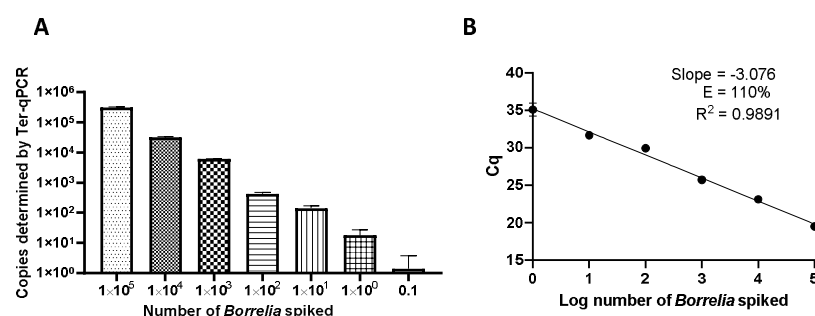 A
Copies determined by Ter-qPCR
1×10⁶
1×10⁵
1×10⁴
1×10³
1×10²
1×10¹
1×10⁰
1×10⁵ 1×10⁴ 1×10³ 1×10² 1×10¹ 1×10⁰ 0.1
Number of Borrelia spiked
B
Slope = -3.076
E = 110%
R² = 0.9891
Cq
40
35
30
25
20
15
0 1 2 3 4 5
Log number of Borrelia spiked